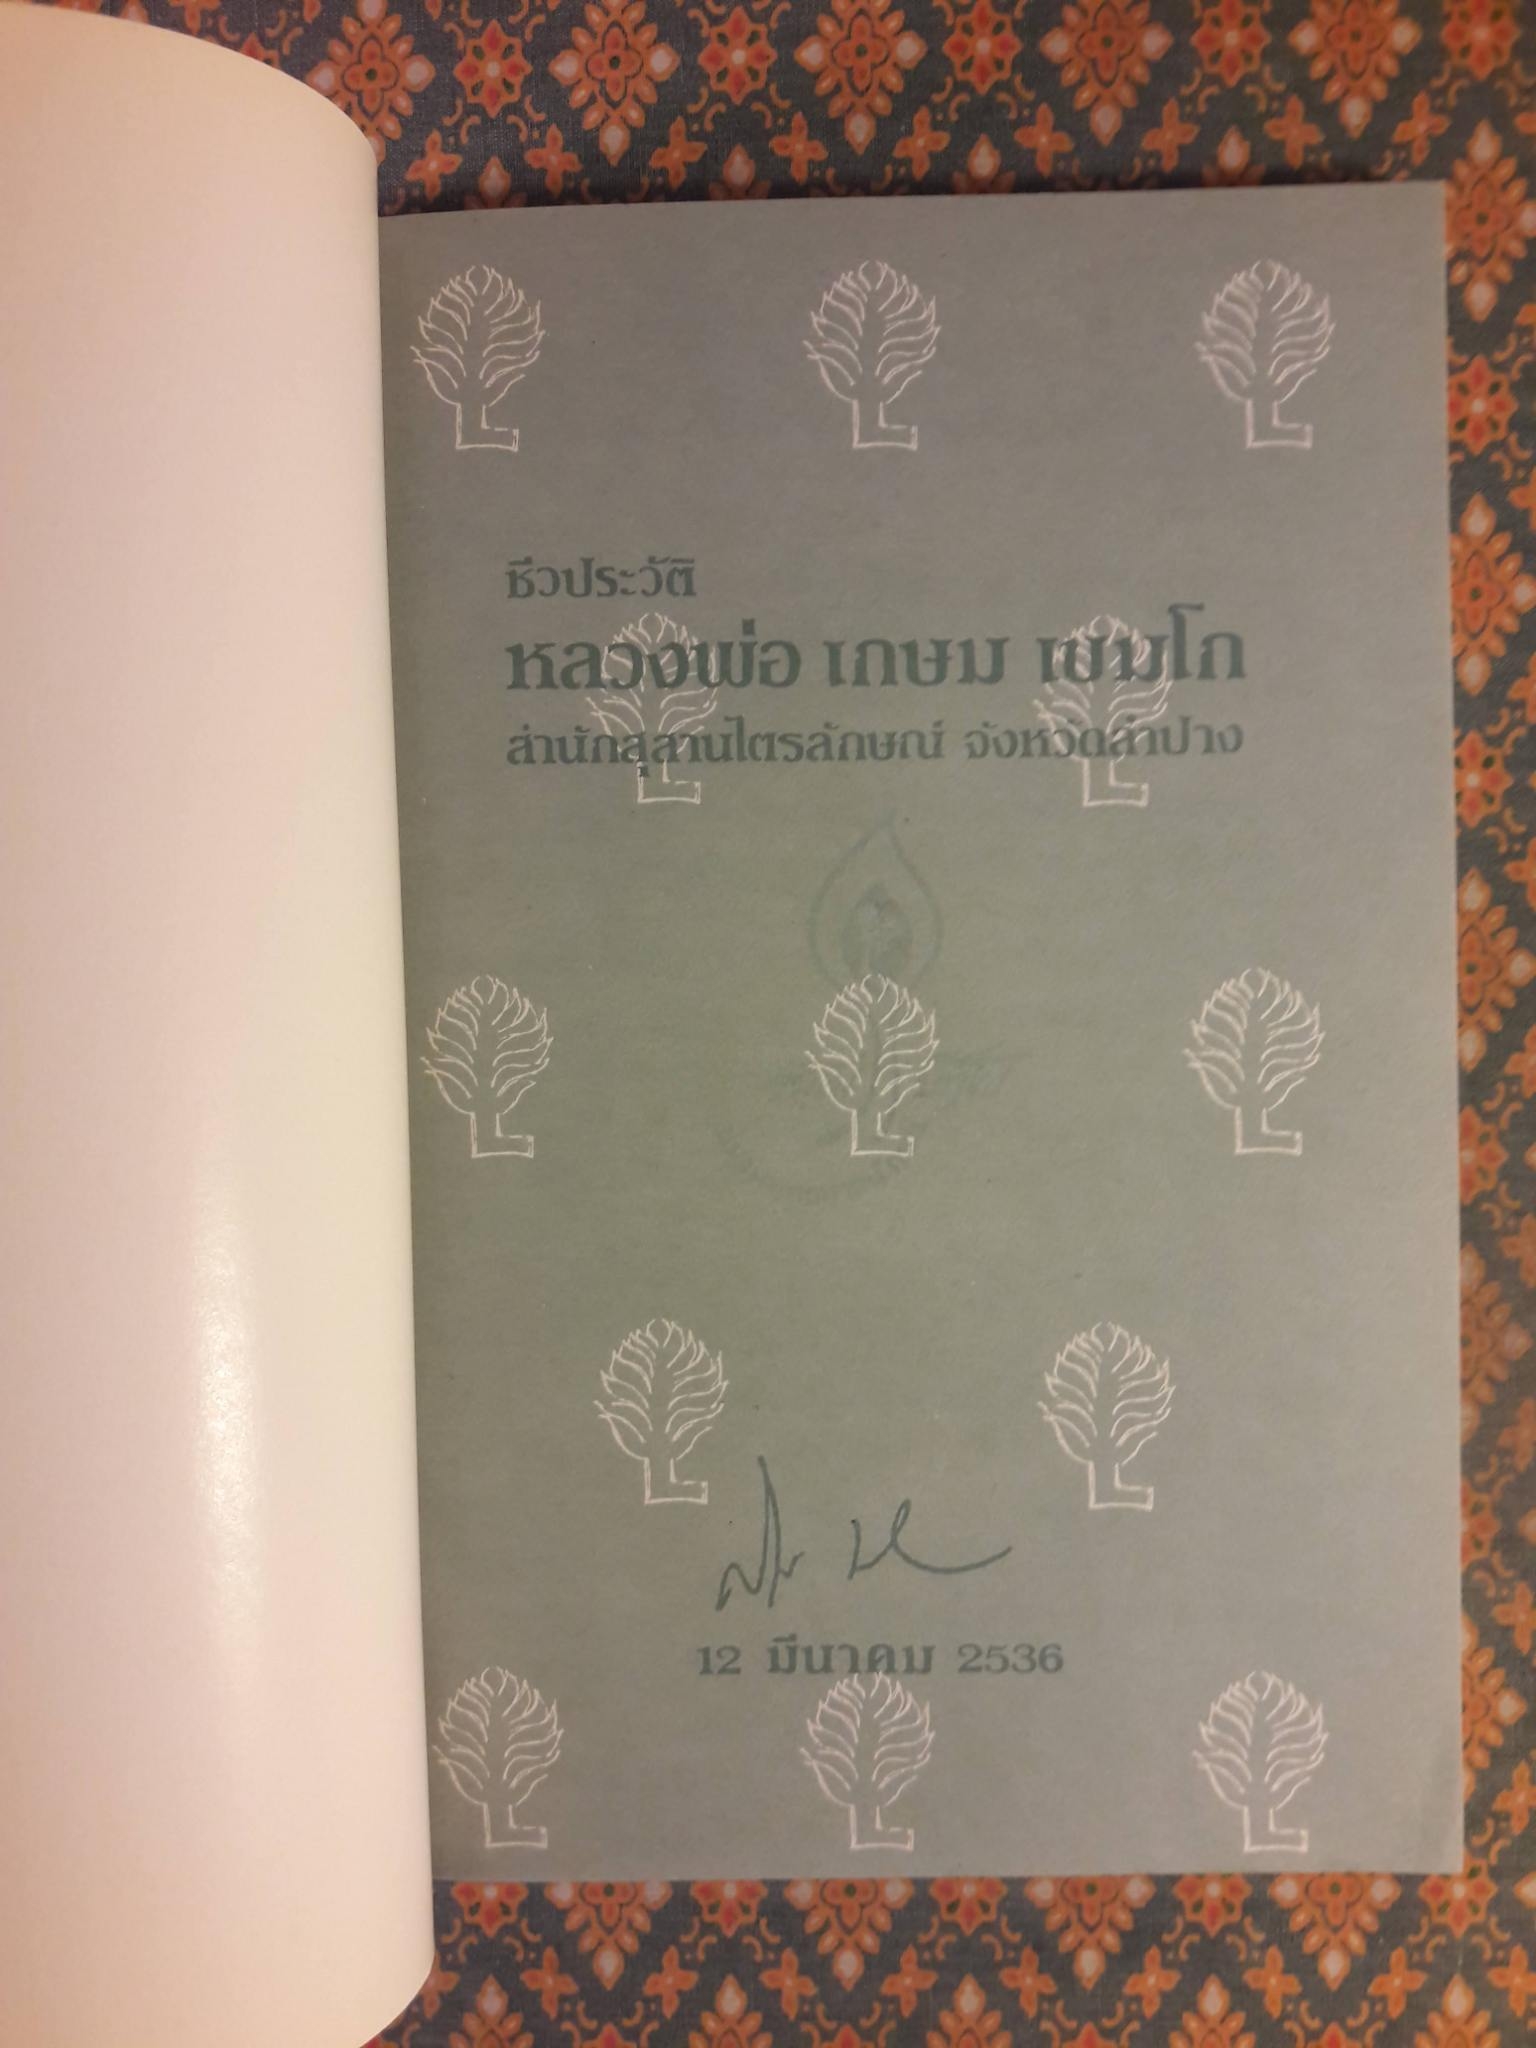 ชีวประวัติ
หลวงพ่อ เกษม เขมโก
สำนักสุสานไตรลักษณ์ จังหวัดลำปาง
12 มีนาคม 2536